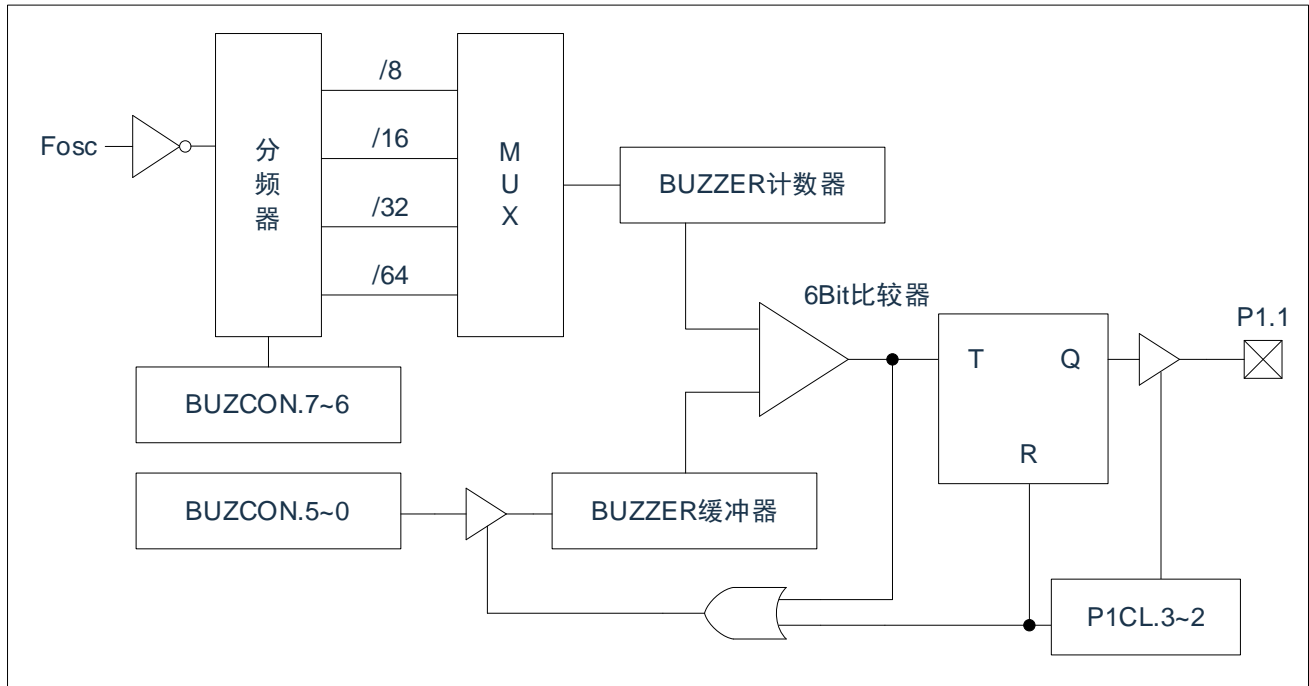 /8
Fosc
/16
/32
/64
分
频
器
M
U
X
BUZZER计数器
6Bit比较器
P1.1
T
Q
R
BUZCON.7~6
BUZCON.5~0
BUZZER缓冲器
P1CL.3~2